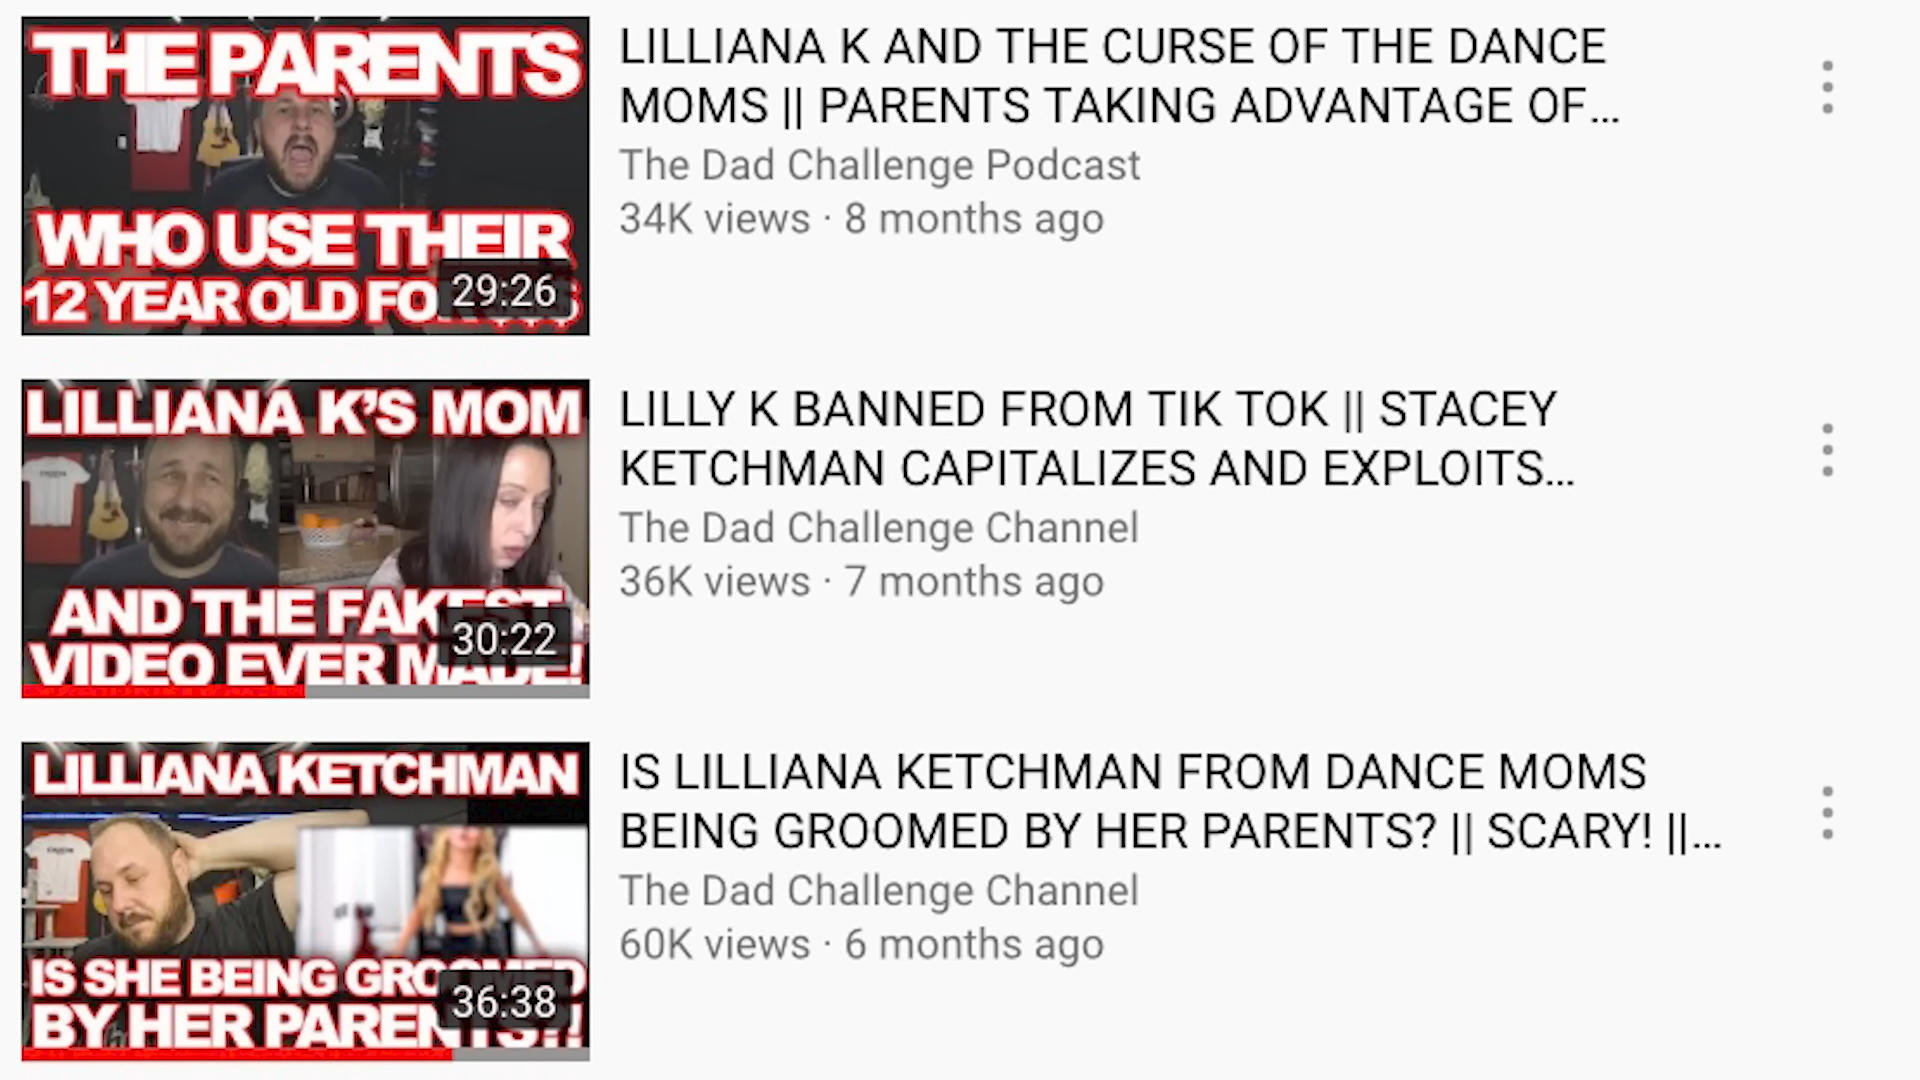 THE PARENTS
WHO USE THEIR
12 YEAR OLD
29:26
LILLIANA K AND THE CURSE OF THE DANCE
MOMS || PARENTS TAKING ADVANTAGE OF...
The Dad Challenge Podcast
34K views · 8 months ago
LILLIANA K'S MOM
AND THE FAKEST
VIDEO EVER MADE!
30:22
LILLY K BANNED FROM TIK TOK || STACEY
KETCHMAN CAPITALIZES AND EXPLOITS...
The Dad Challenge Channel
36K views · 7 months ago
LILLIANA KETCHMAN
IS SHE BEING GROOMED
BY HER PARENTS?!
36:38
IS LILLIANA KETCHMAN FROM DANCE MOMS
BEING GROOMED BY HER PARENTS? || SCARY! ||...
The Dad Challenge Channel
60K views · 6 months ago